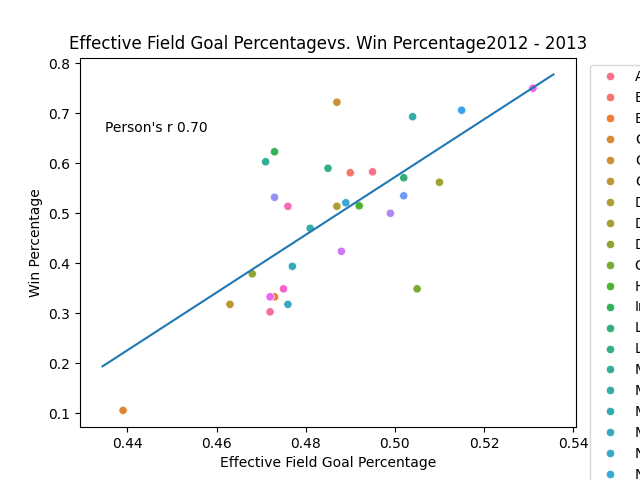 Effective Field Goal Percentagevs. Win Percentage2012 - 2013
Person's r 0.70
Win Percentage
0.8
0.7
0.6
0.5
0.4
0.3
0.2
0.1
0.44 0.46 0.48 0.50 0.52 0.54
Effective Field Goal Percentage